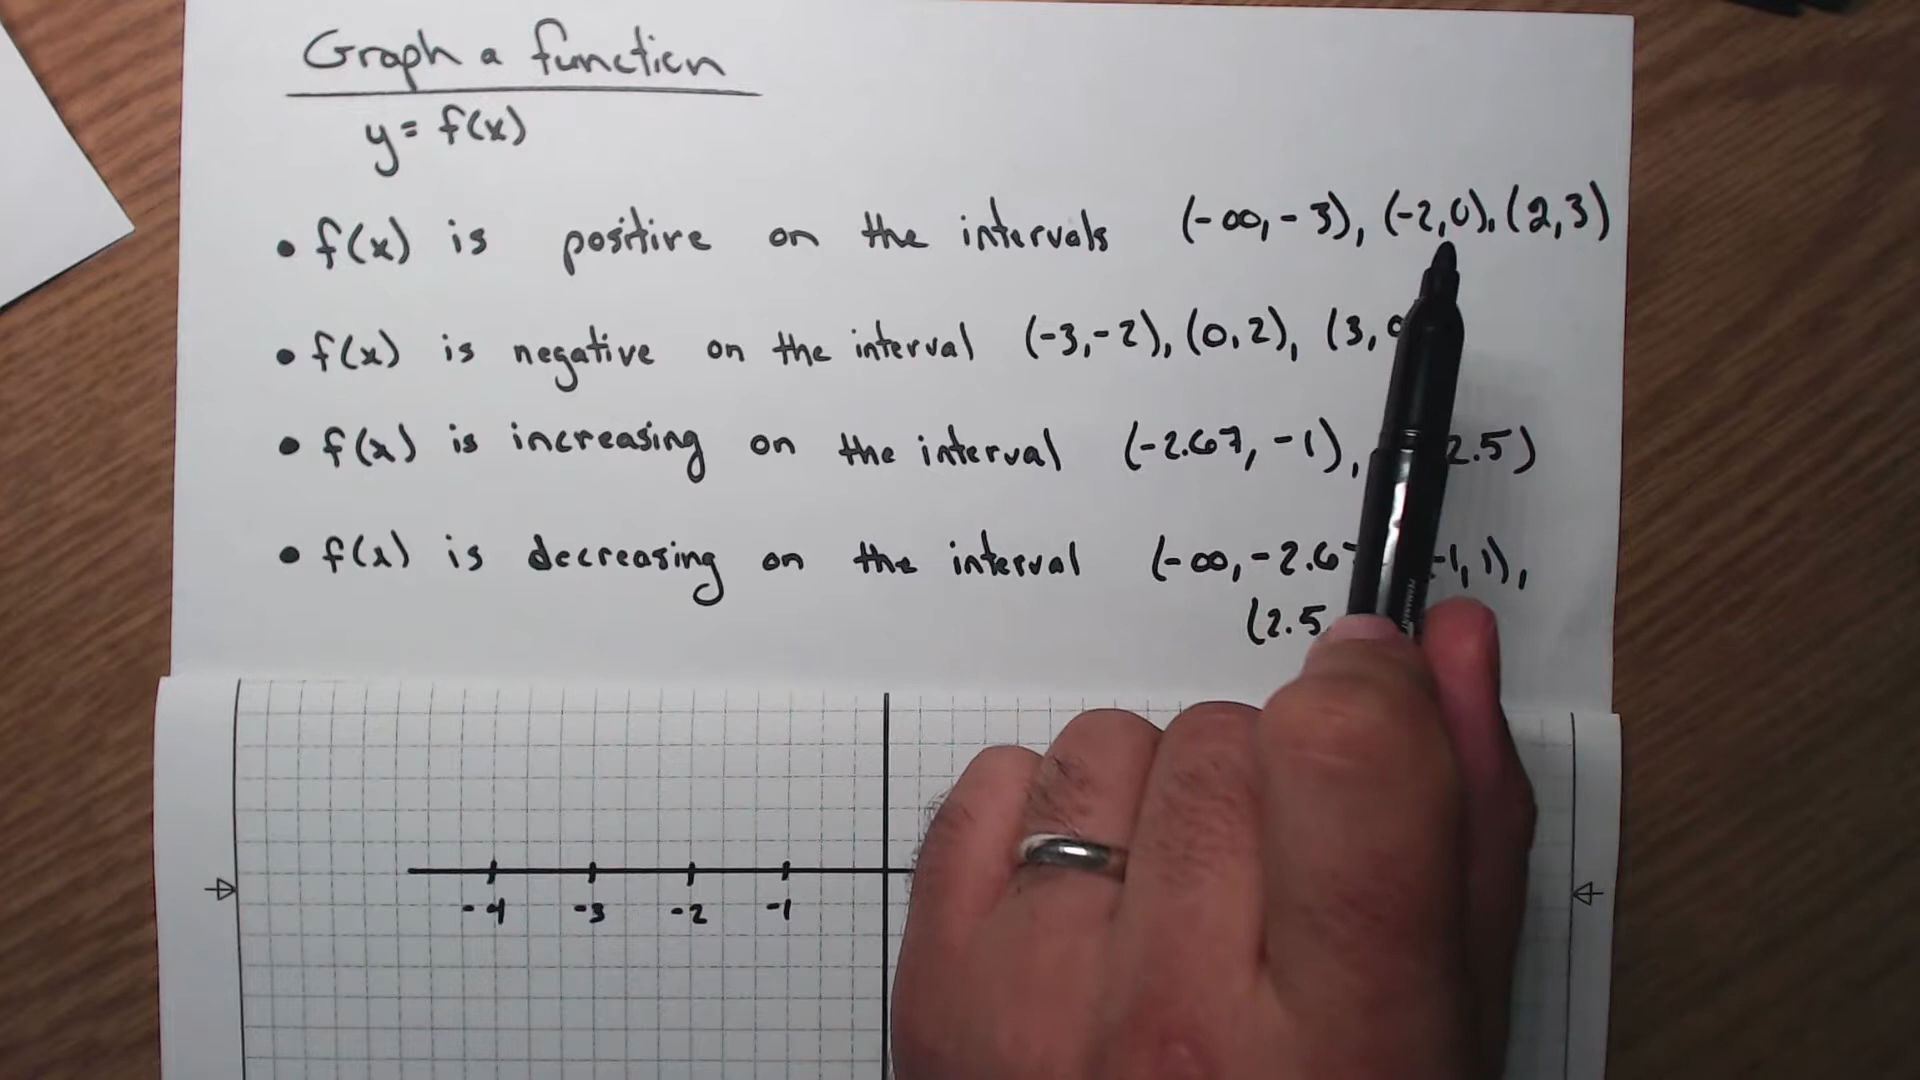 Graph a function
y = f(x)
• f(x) is positive on the intervals (-∞, -3), (-2,0), (2,3)
• f(x) is negative on the interval (-3,-2), (0,2), (3,
• f(x) is increasing on the interval (-2.67, -1), 2.5)
• f(x) is decreasing on the interval (-∞, -2.67 -1, 1),
(2.5,
-4 -3 -2 -1